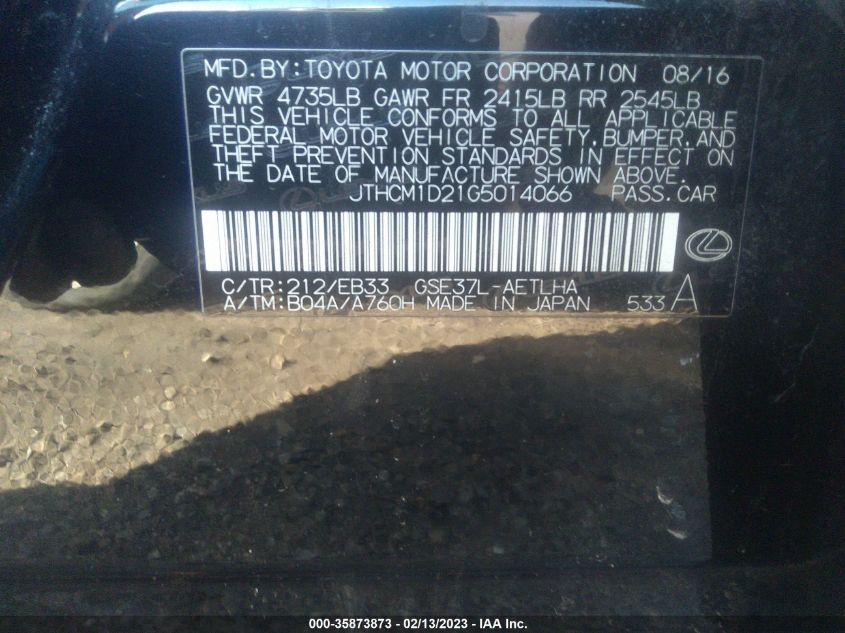 MFD.BY:TOYOTA MOTOR CORPORATION 08/16
GVWR 4735LB GAWR FR 2415LB RR 2545LB
THIS VEHICLE CONFORMS TO ALL APPLICABLE
FEDERAL MOTOR VEHICLE SAFETY,BUMPER,AND
THEFT PREVENTION STANDARDS IN EFFECT ON
THE DATE OF MANUFACTURE SHOWN ABOVE.
JTHCM1D21G5014066 PASS.CAR
C/TR:212/EB33 GSE37L-AETLHA
A/TM:B04A/A760H MADE IN JAPAN 533 A
000-35873873 - 02/13/2023 - IAA Inc.